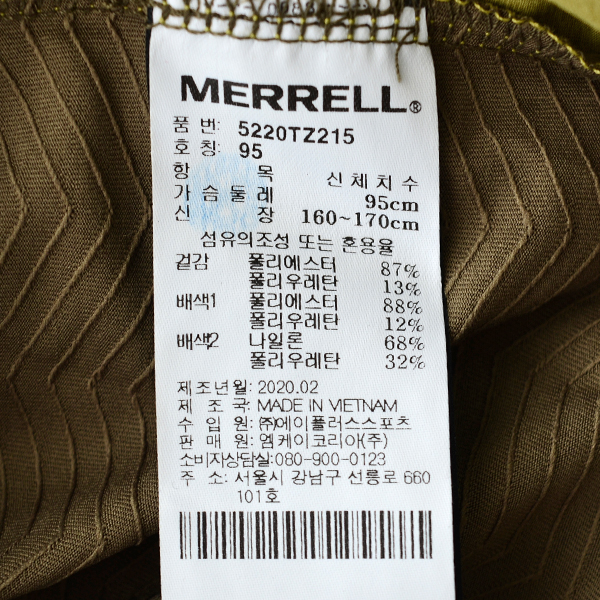 MERRELL®
품 번: 5220TZ215
호 칭: 95
항 목 신체치수
가슴둘레 95cm
신 장 160~170cm
섬유의조성 또는 혼용율
겉감 폴리에스터 87%
폴리우레탄 13%
배색1 폴리에스터 88%
폴리우레탄 12%
배색2 나일론 68%
폴리우레탄 32%
제조년월: 2020.02
제 조 국: MADE IN VIETNAM
수 입 원: ㈜에이플러스스포츠
판 매 원: 엠케이코리아(주)
소비자상담실:080-900-0123
주 소: 서울시 강남구 선릉로 660
101호